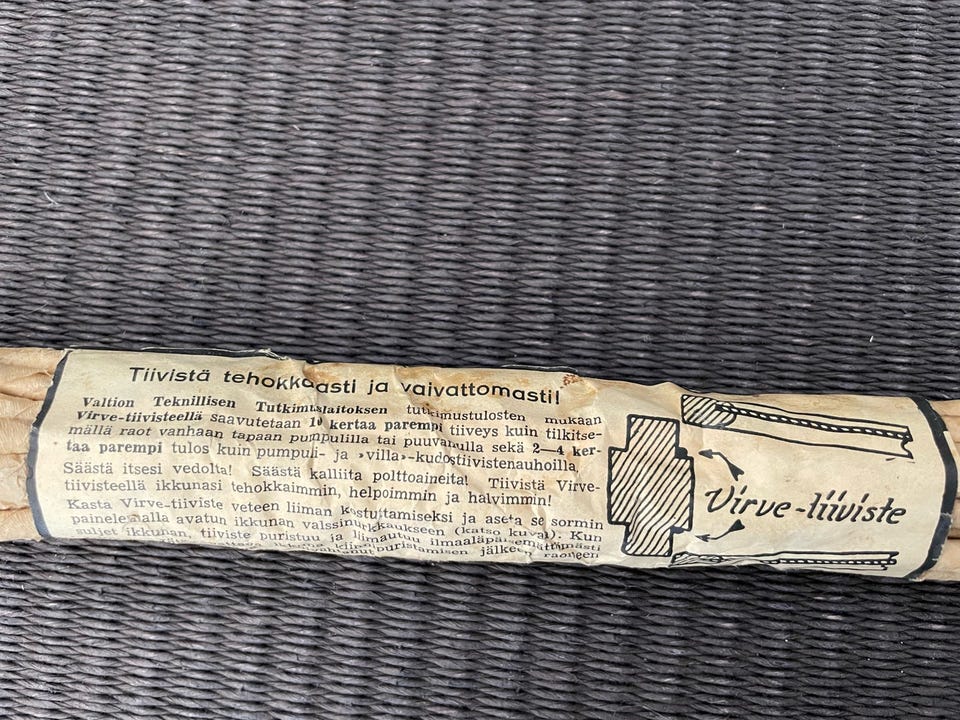 Tiivistä tehokkaasti ja vaivattomasti!
Valtion Teknillisen Tutkimuslaitoksen tutkimustulosten mukaan
Virve-tiivisteellä saavutetaan 10 kertaa parempi tiiveys kuin tilkitse-
mällä raot vanhaan tapaan pumpulilla tai puuvanulla sekä 2—4 ker-
taa parempi tulos kuin pumpuli- ja »villa»-kudostiivistenauhoilla.
Säästä itsesi vedolta! Säästä kalliita polttoaineita! Tiivistä Virve-
tiivisteellä ikkunasi tehokkaimmin, helpoimmin ja halvimmin!
Kasta Virve-tiiviste veteen liiman kostuttamiseksi ja aseta se sormin
painelemalla avatun ikkunan valssinurkkaukseen (katso kuva). Kun
suljet ikkunan, tiiviste puristuu ja liimautuu ilmaaläpäisemättömästi
puristamisen jälkeen raoneen
Virve-tiiviste